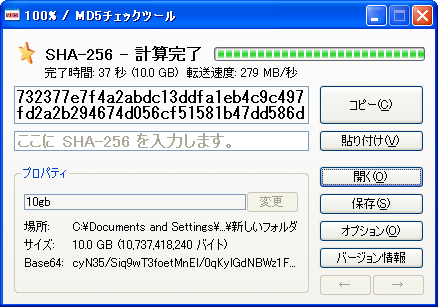 100% / MD5チェックツール
SHA-256 - 計算完了
完了時間: 37 秒 (10.0 GB) 転送速度: 279 MB/秒
732377e7f4a2abdc13ddfa1eb4c9c497
fd2a2b294674d056cf51581b47dd586d
コピー(C)
ここに SHA-256 を入力します。
貼り付け(V)
プロパティ
開く(O)
10gb
変更
保存(S)
場所: C:¥Documents and Settings¥...¥新しいフォルダ
オプション(O)
サイズ: 10.0 GB (10,737,418,240 バイト)
バージョン情報
Base64: cyN35/Siq9wT3foetMnEl/0qKylGdNBWz1F...
← →